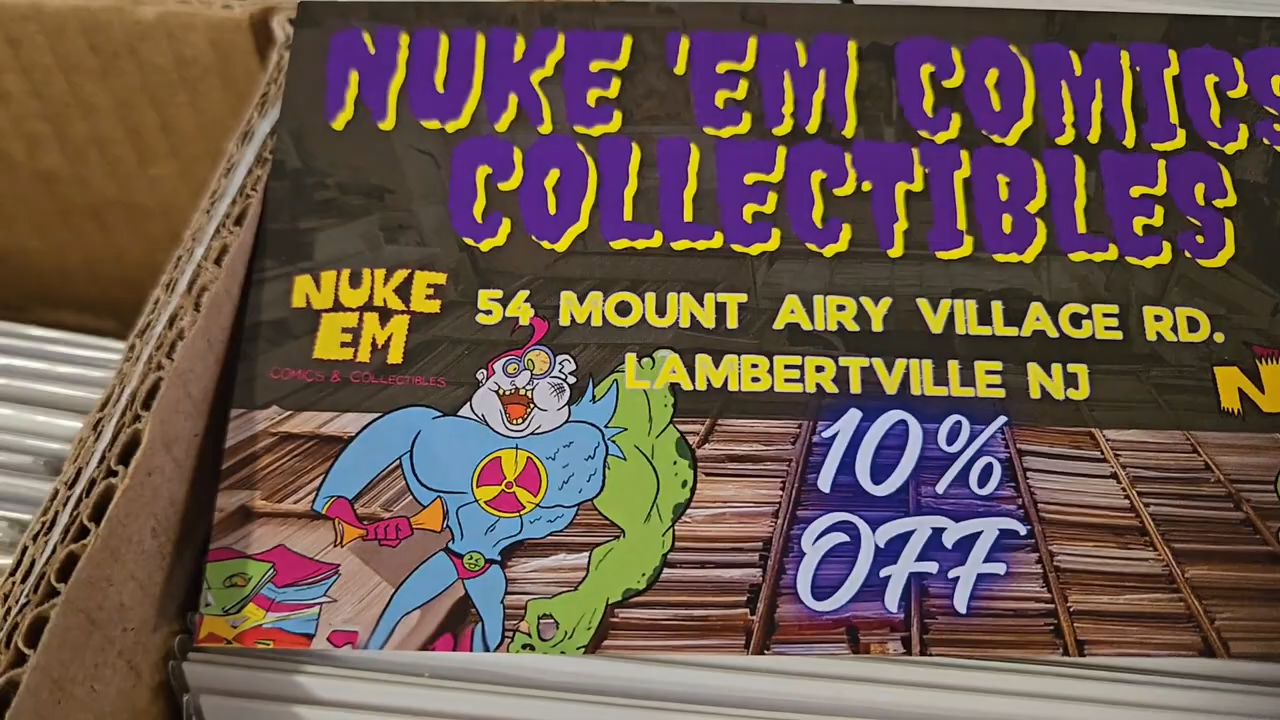 NUKE 'EM COMICS
COLLECTIBLES
NUKE
EM
COMICS & COLLECTIBLES
54 MOUNT AIRY VILLAGE RD.
LAMBERTVILLE NJ
10%
OFF
N